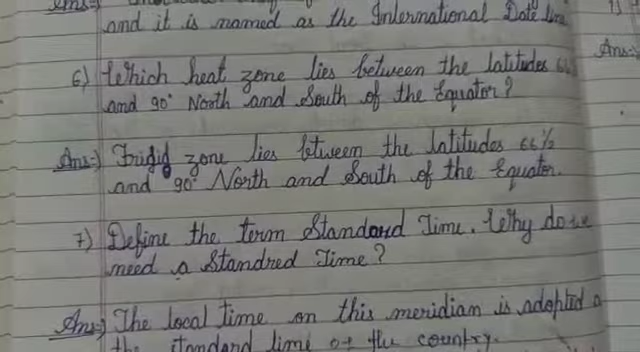 and it is named as the International Date line
6) Which heat zone lies between the latitudes 66
and 90° North and South of the Equator?
Ans:-) Frigid zone lies between the latitudes 66½
and 90° North and South of the Equator.
7) Define the term Standard Time. Why do we
need a Standred Time?
Ans:-) The local time on this meridian is adopted a
the standard time of the country.
Ans:-